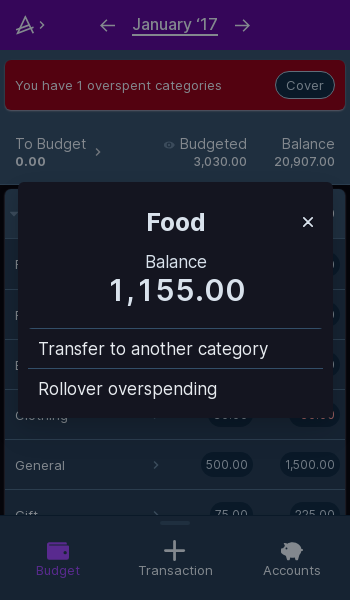 January ‘17
You have 1 overspent categories
Cover
To Budget
Budgeted
Balance
0.00
3,030.00
20,907.00
Food
Balance
1,155.00
Transfer to another category
Rollover overspending
Clothing
General
500.00
1,500.00
Gift
75.00
225.00
Budget
Transaction
Accounts